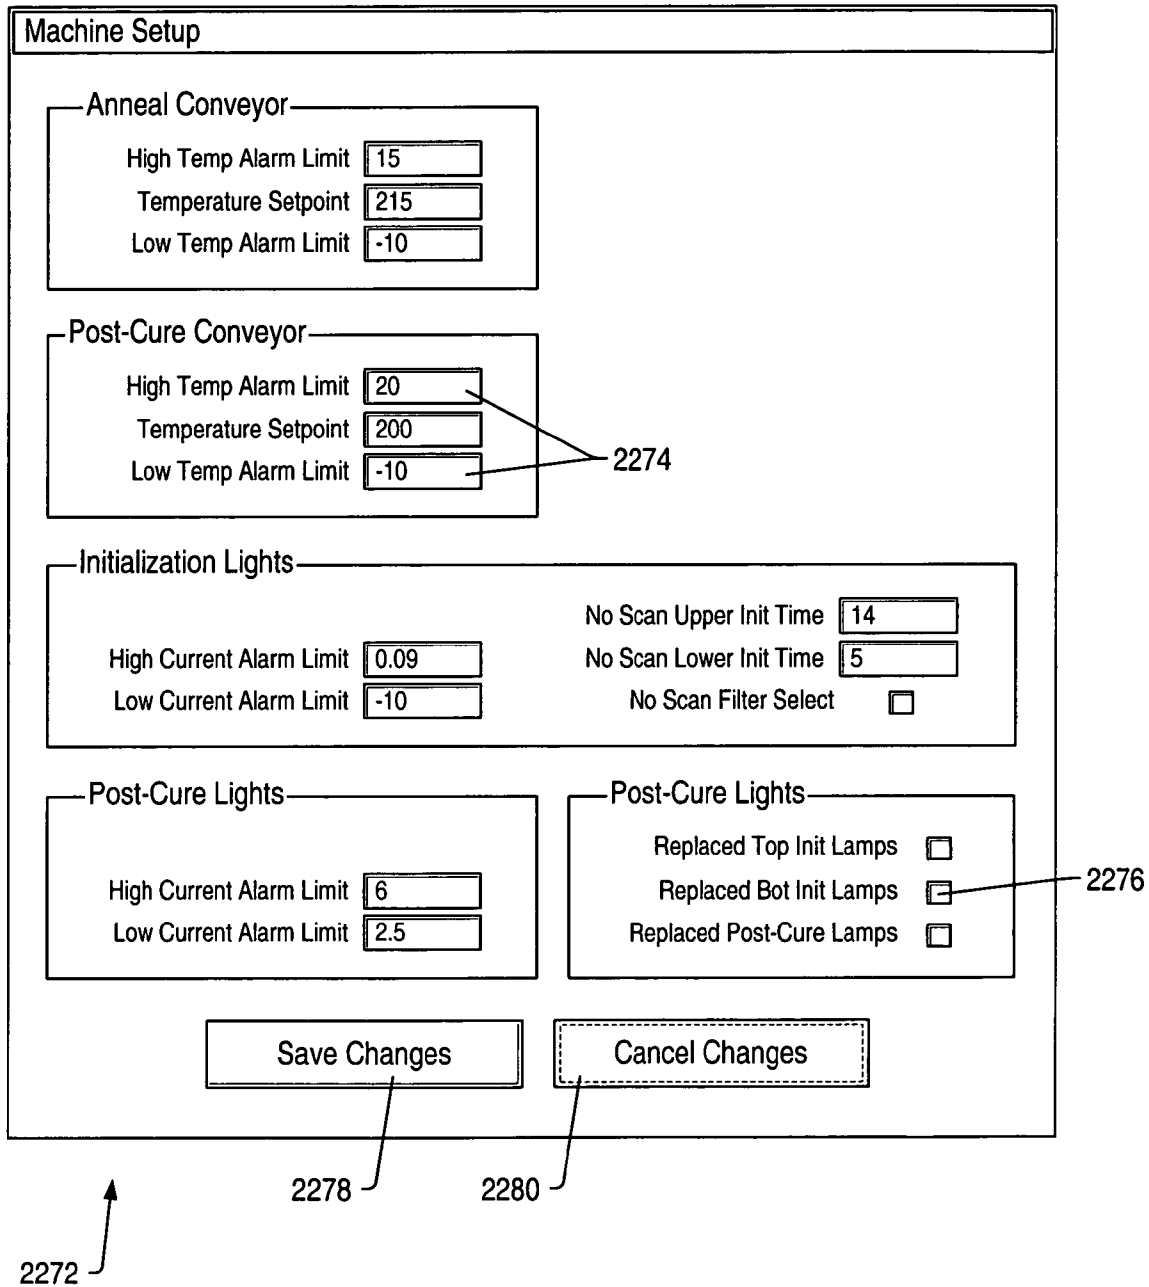 Machine Setup
Anneal Conveyor
High Temp Alarm Limit 15
Temperature Setpoint 215
Low Temp Alarm Limit -10
Post-Cure Conveyor
High Temp Alarm Limit 20
Temperature Setpoint 200
Low Temp Alarm Limit -10
2274
Initialization Lights
High Current Alarm Limit 0.09
Low Current Alarm Limit -10
No Scan Upper Init Time 14
No Scan Lower Init Time 5
No Scan Filter Select
Post-Cure Lights
High Current Alarm Limit 6
Low Current Alarm Limit 2.5
Post-Cure Lights
Replaced Top Init Lamps
Replaced Bot Init Lamps
Replaced Post-Cure Lamps
2276
Save Changes
Cancel Changes
2278
2280
2272